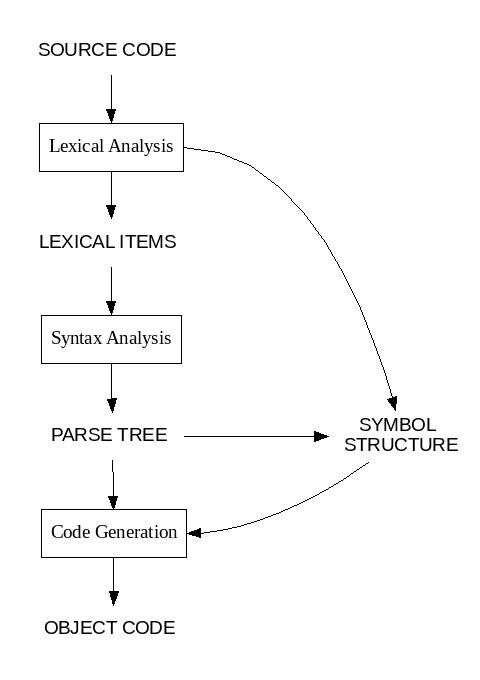 SOURCE CODE
Lexical Analysis
LEXICAL ITEMS
Syntax Analysis
PARSE TREE
SYMBOL
STRUCTURE
Code Generation
OBJECT CODE